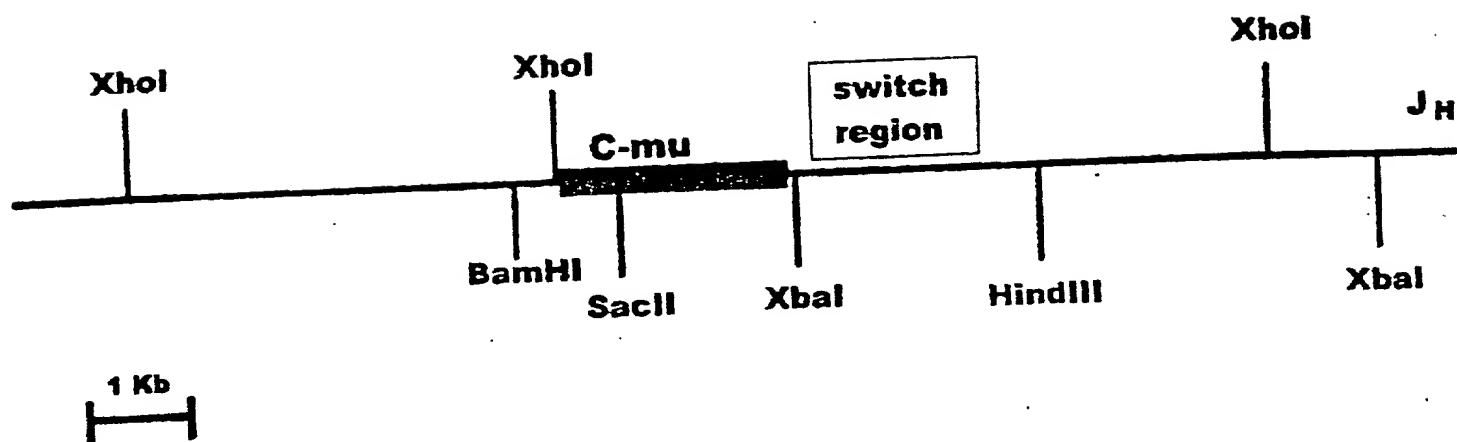 XhoI
XhoI
XhoI
switch
region
J H
C-mu
BamHI
SacII
XbaI
HindIII
XbaI
1 Kb